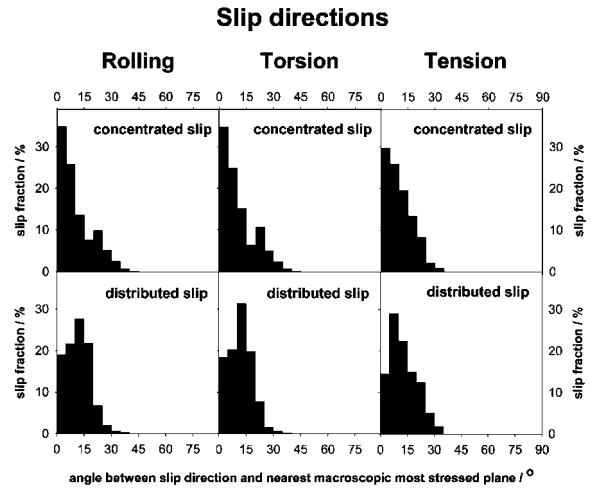 Slip directions
Rolling Torsion Tension
0 15 30 45 60 75 0 15 30 45 60 75 0 15 30 45 60 75 90
concentrated slip concentrated slip concentrated slip
30 30
slip fraction / % slip fraction / %
20 20
10 10
0 0
distributed slip distributed slip distributed slip
30 30
slip fraction / % slip fraction / %
20 20
10 10
0 0
0 15 30 45 60 75 0 15 30 45 60 75 0 15 30 45 60 75 90
angle between slip direction and nearest macroscopic most stressed plane / °